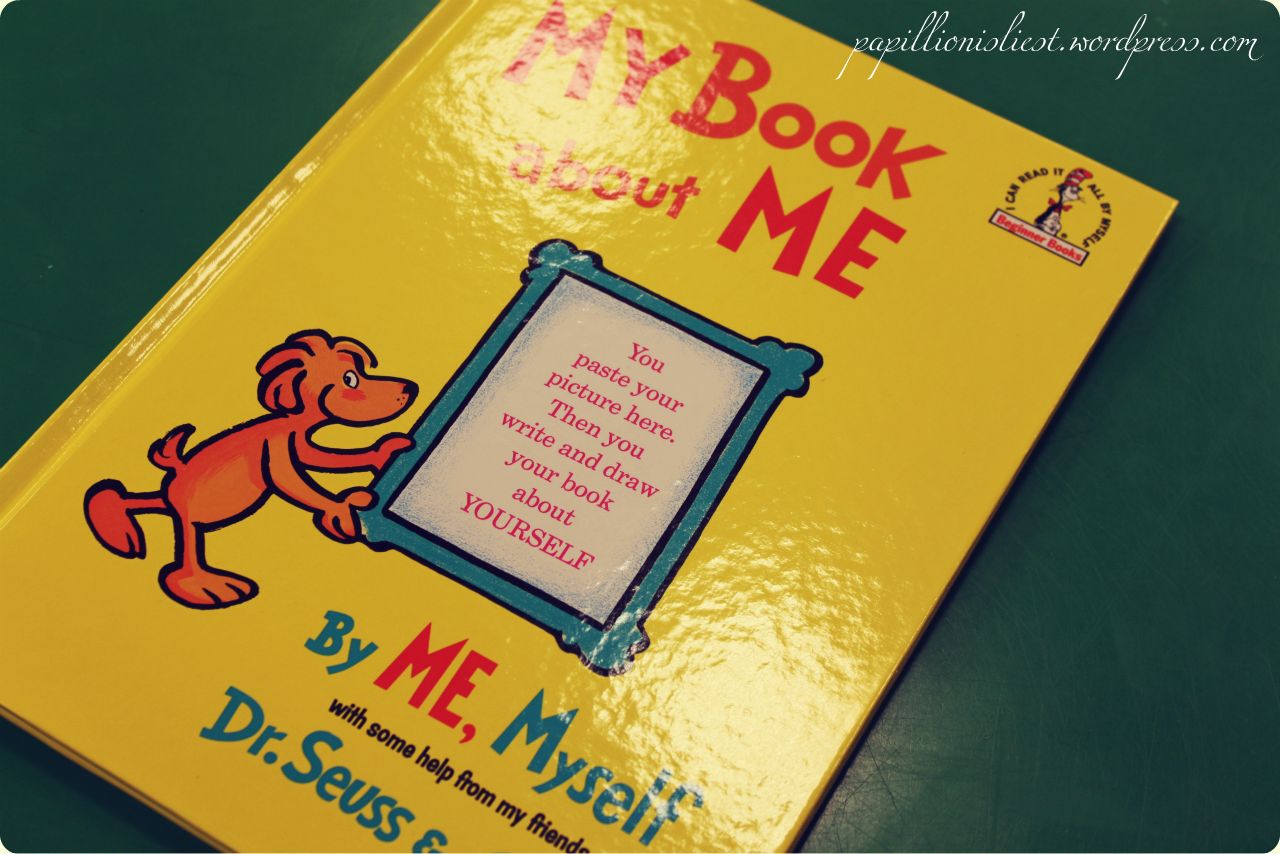 papillionisliest.wordpress.com
MY Book
about ME
I CAN READ IT ALL BY MYSELF
Beginner Books
You
paste your
picture here.
Then you
write and draw
your book
about
YOURSELF
By ME, Myself
with some help from my friends
Dr. Seuss &